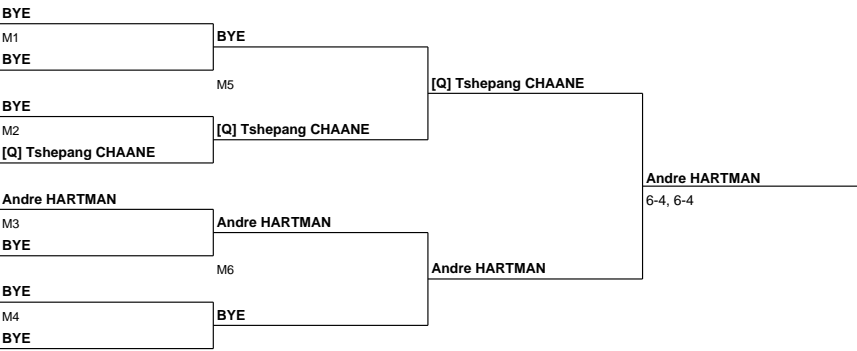 BYE
M1
BYE
BYE
M5
[Q] Tshepang CHAANE
BYE
M2
[Q] Tshepang CHAANE
[Q] Tshepang CHAANE
Andre HARTMAN
6-4, 6-4
Andre HARTMAN
M3
Andre HARTMAN
BYE
M6
Andre HARTMAN
BYE
M4
BYE
BYE